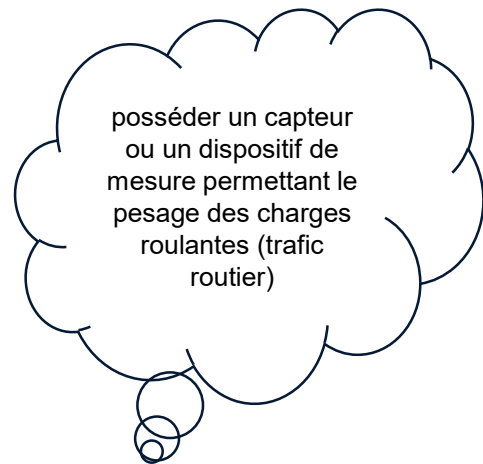 posséder un capteur
ou un dispositif de
mesure permettant le
pesage des charges
roulantes (trafic
routier)